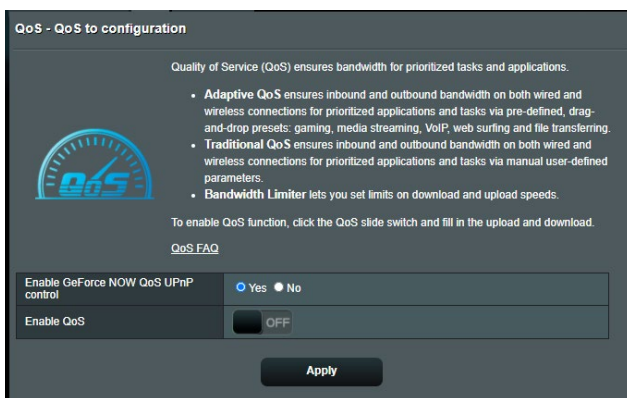 QoS - QoS to configuration
Quality of Service (QoS) ensures bandwidth for prioritized tasks and applications.
• Adaptive QoS ensures inbound and outbound bandwidth on both wired and
wireless connections for prioritized applications and tasks via pre-defined, drag-
and-drop presets: gaming, media streaming, VoIP, web surfing and file transferring.
• Traditional QoS ensures inbound and outbound bandwidth on both wired and
wireless connections for prioritized applications and tasks via manual user-defined
parameters.
• Bandwidth Limiter lets you set limits on download and upload speeds.
QoS
To enable QoS function, click the QoS slide switch and fill in the upload and download.
QoS FAQ
Enable GeForce NOW QoS UPnP
control
Yes No
Enable QoS
OFF
Apply